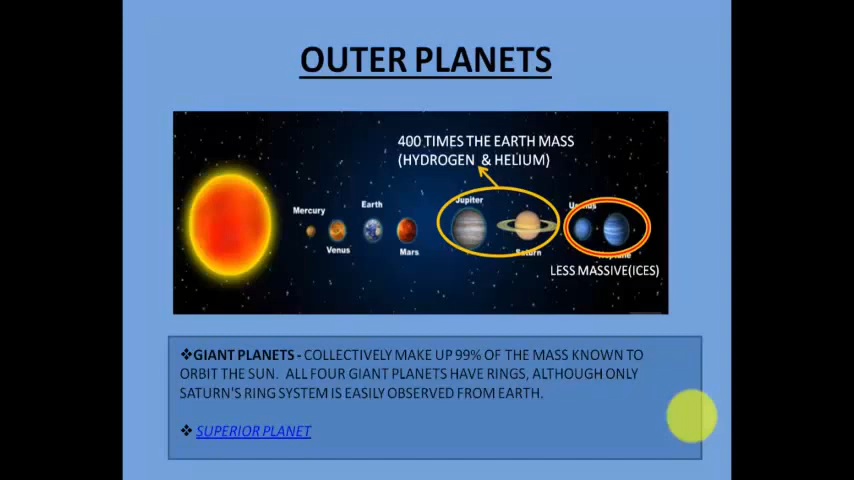 OUTER PLANETS
400 TIMES THE EARTH MASS
(HYDROGEN & HELIUM)
Mercury
Venus
Earth
Mars
Jupiter
Saturn
Uranus
Neptune
LESS MASSIVE(ICES)
❖GIANT PLANETS - COLLECTIVELY MAKE UP 99% OF THE MASS KNOWN TO
ORBIT THE SUN. ALL FOUR GIANT PLANETS HAVE RINGS, ALTHOUGH ONLY
SATURN'S RING SYSTEM IS EASILY OBSERVED FROM EARTH.
❖ SUPERIOR PLANET